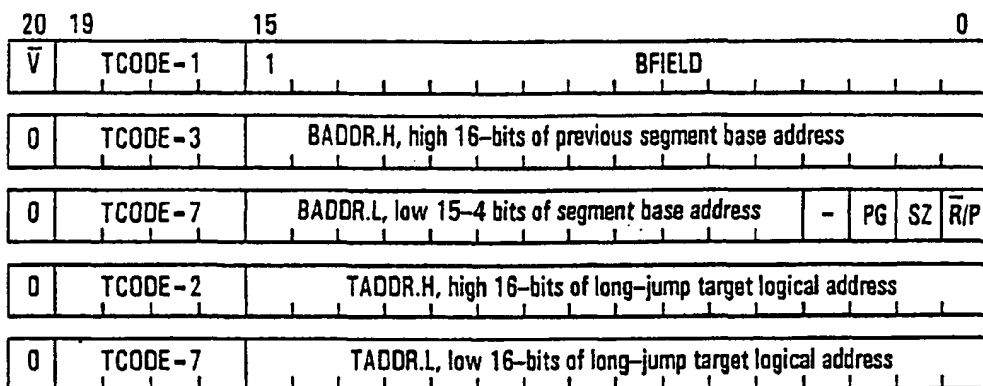 20 19 15 0
V̅ TCODE-1 1 BFIELD
0 TCODE-3 BADDR.H, high 16-bits of previous segment base address
0 TCODE-7 BADDR.L, low 15-4 bits of segment base address - PG SZ R̅/P
0 TCODE-2 TADDR.H, high 16-bits of long-jump target logical address
0 TCODE-7 TADDR.L, low 16-bits of long-jump target logical address